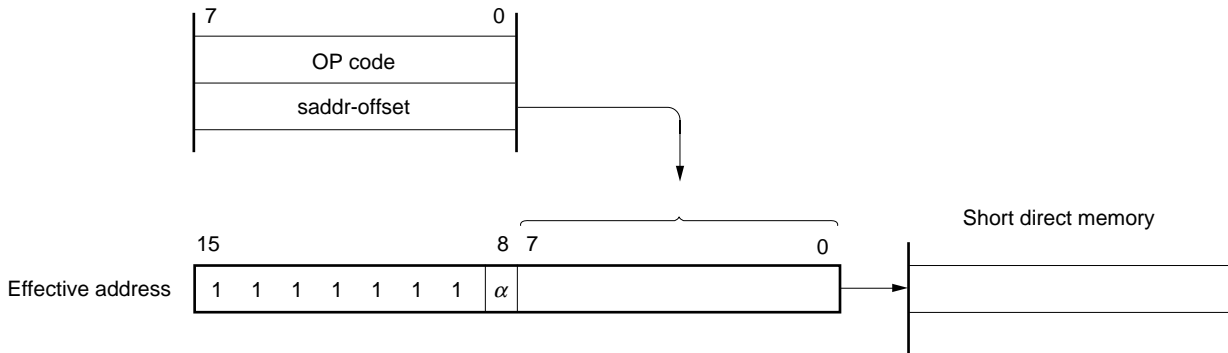 7 0
OP code
saddr-offset
Short direct memory
15 8 7 0
Effective address 1 1 1 1 1 1 1 α